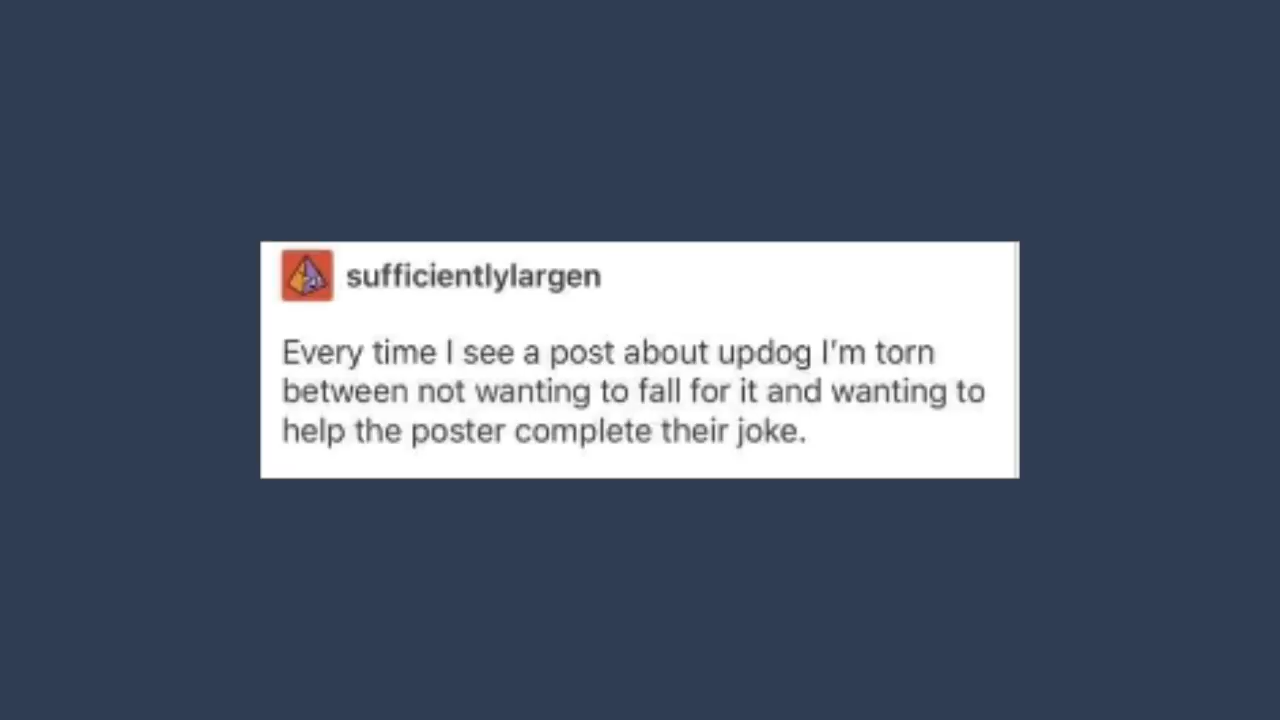 sufficientlylargen
Every time I see a post about updog I'm torn
between not wanting to fall for it and wanting to
help the poster complete their joke.